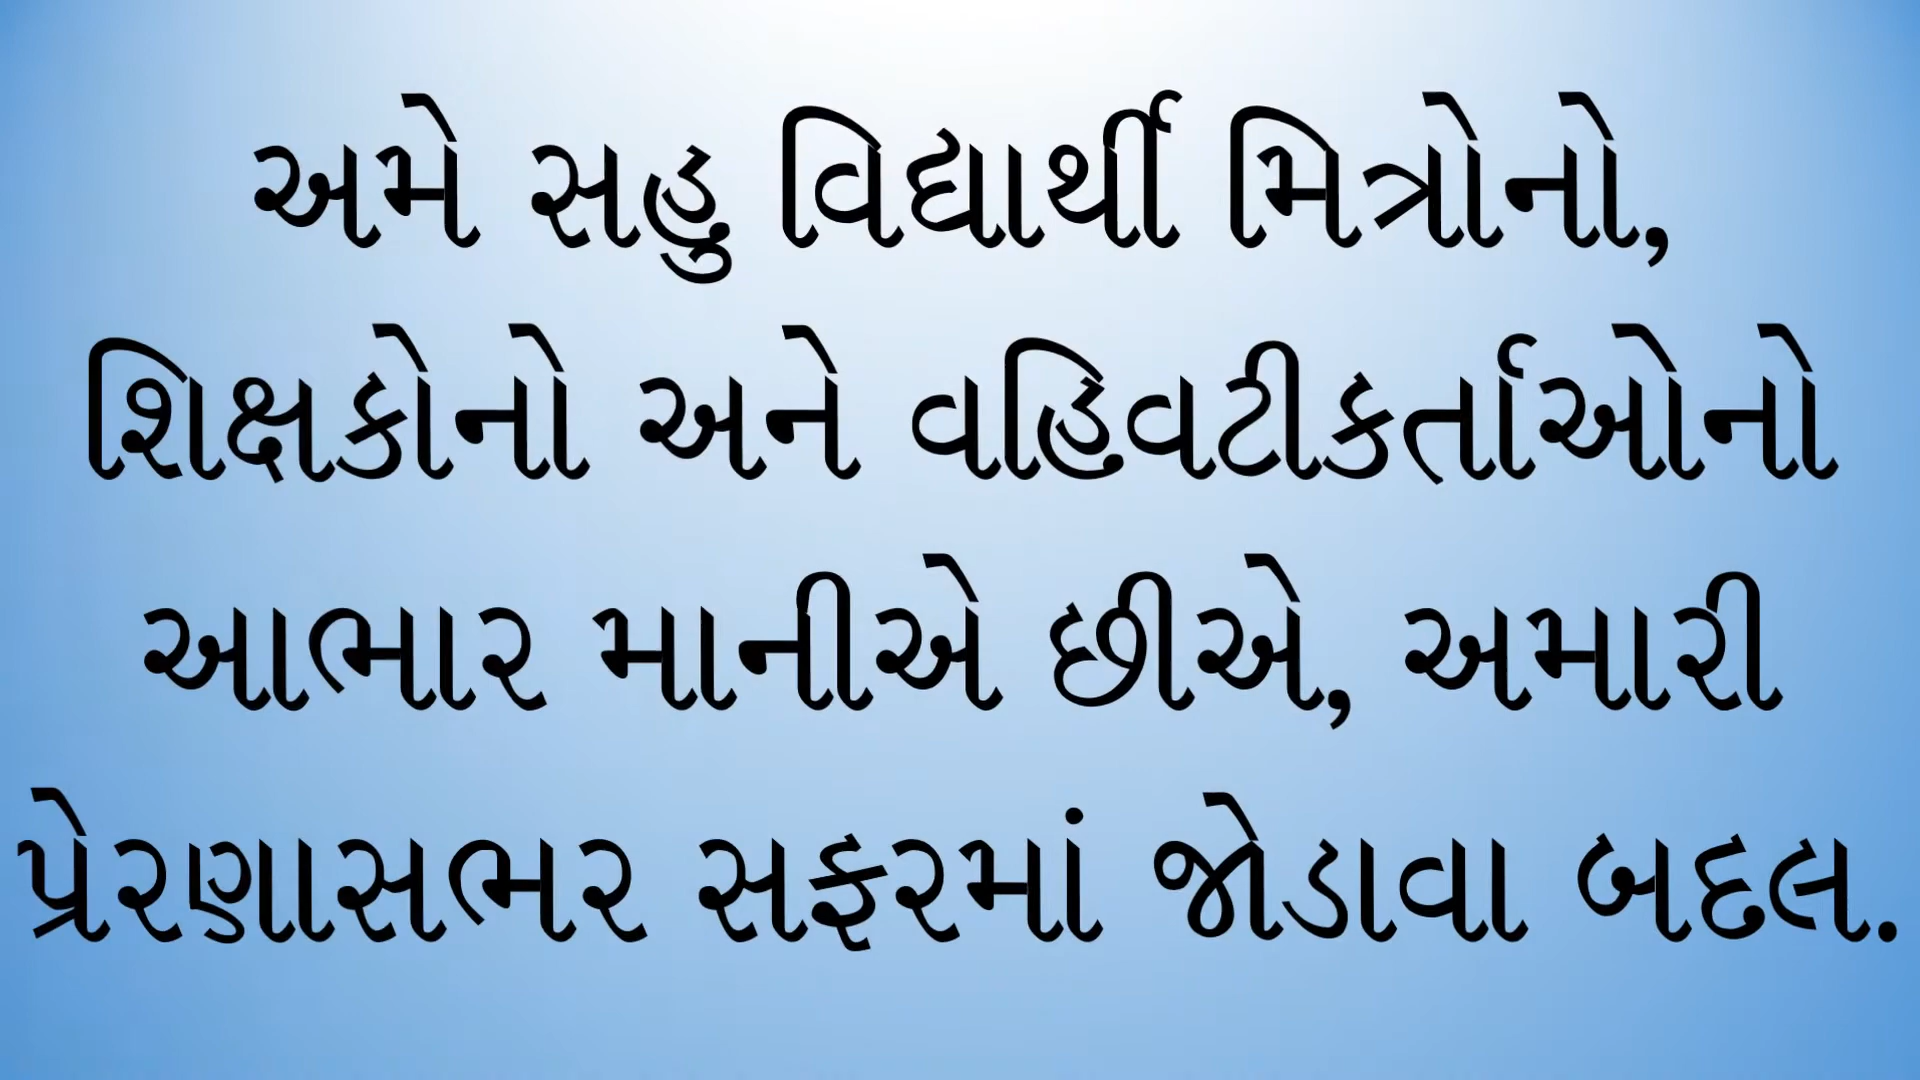 અમે સહુ વિદ્યાર્થી મિત્રોનો,
શિક્ષકોનો અને વહિવટીકર્તાઓનો
આભાર માનીએ છીએ, અમારી
પ્રેરણાસભર સફરમાં જોડાવા બદલ.